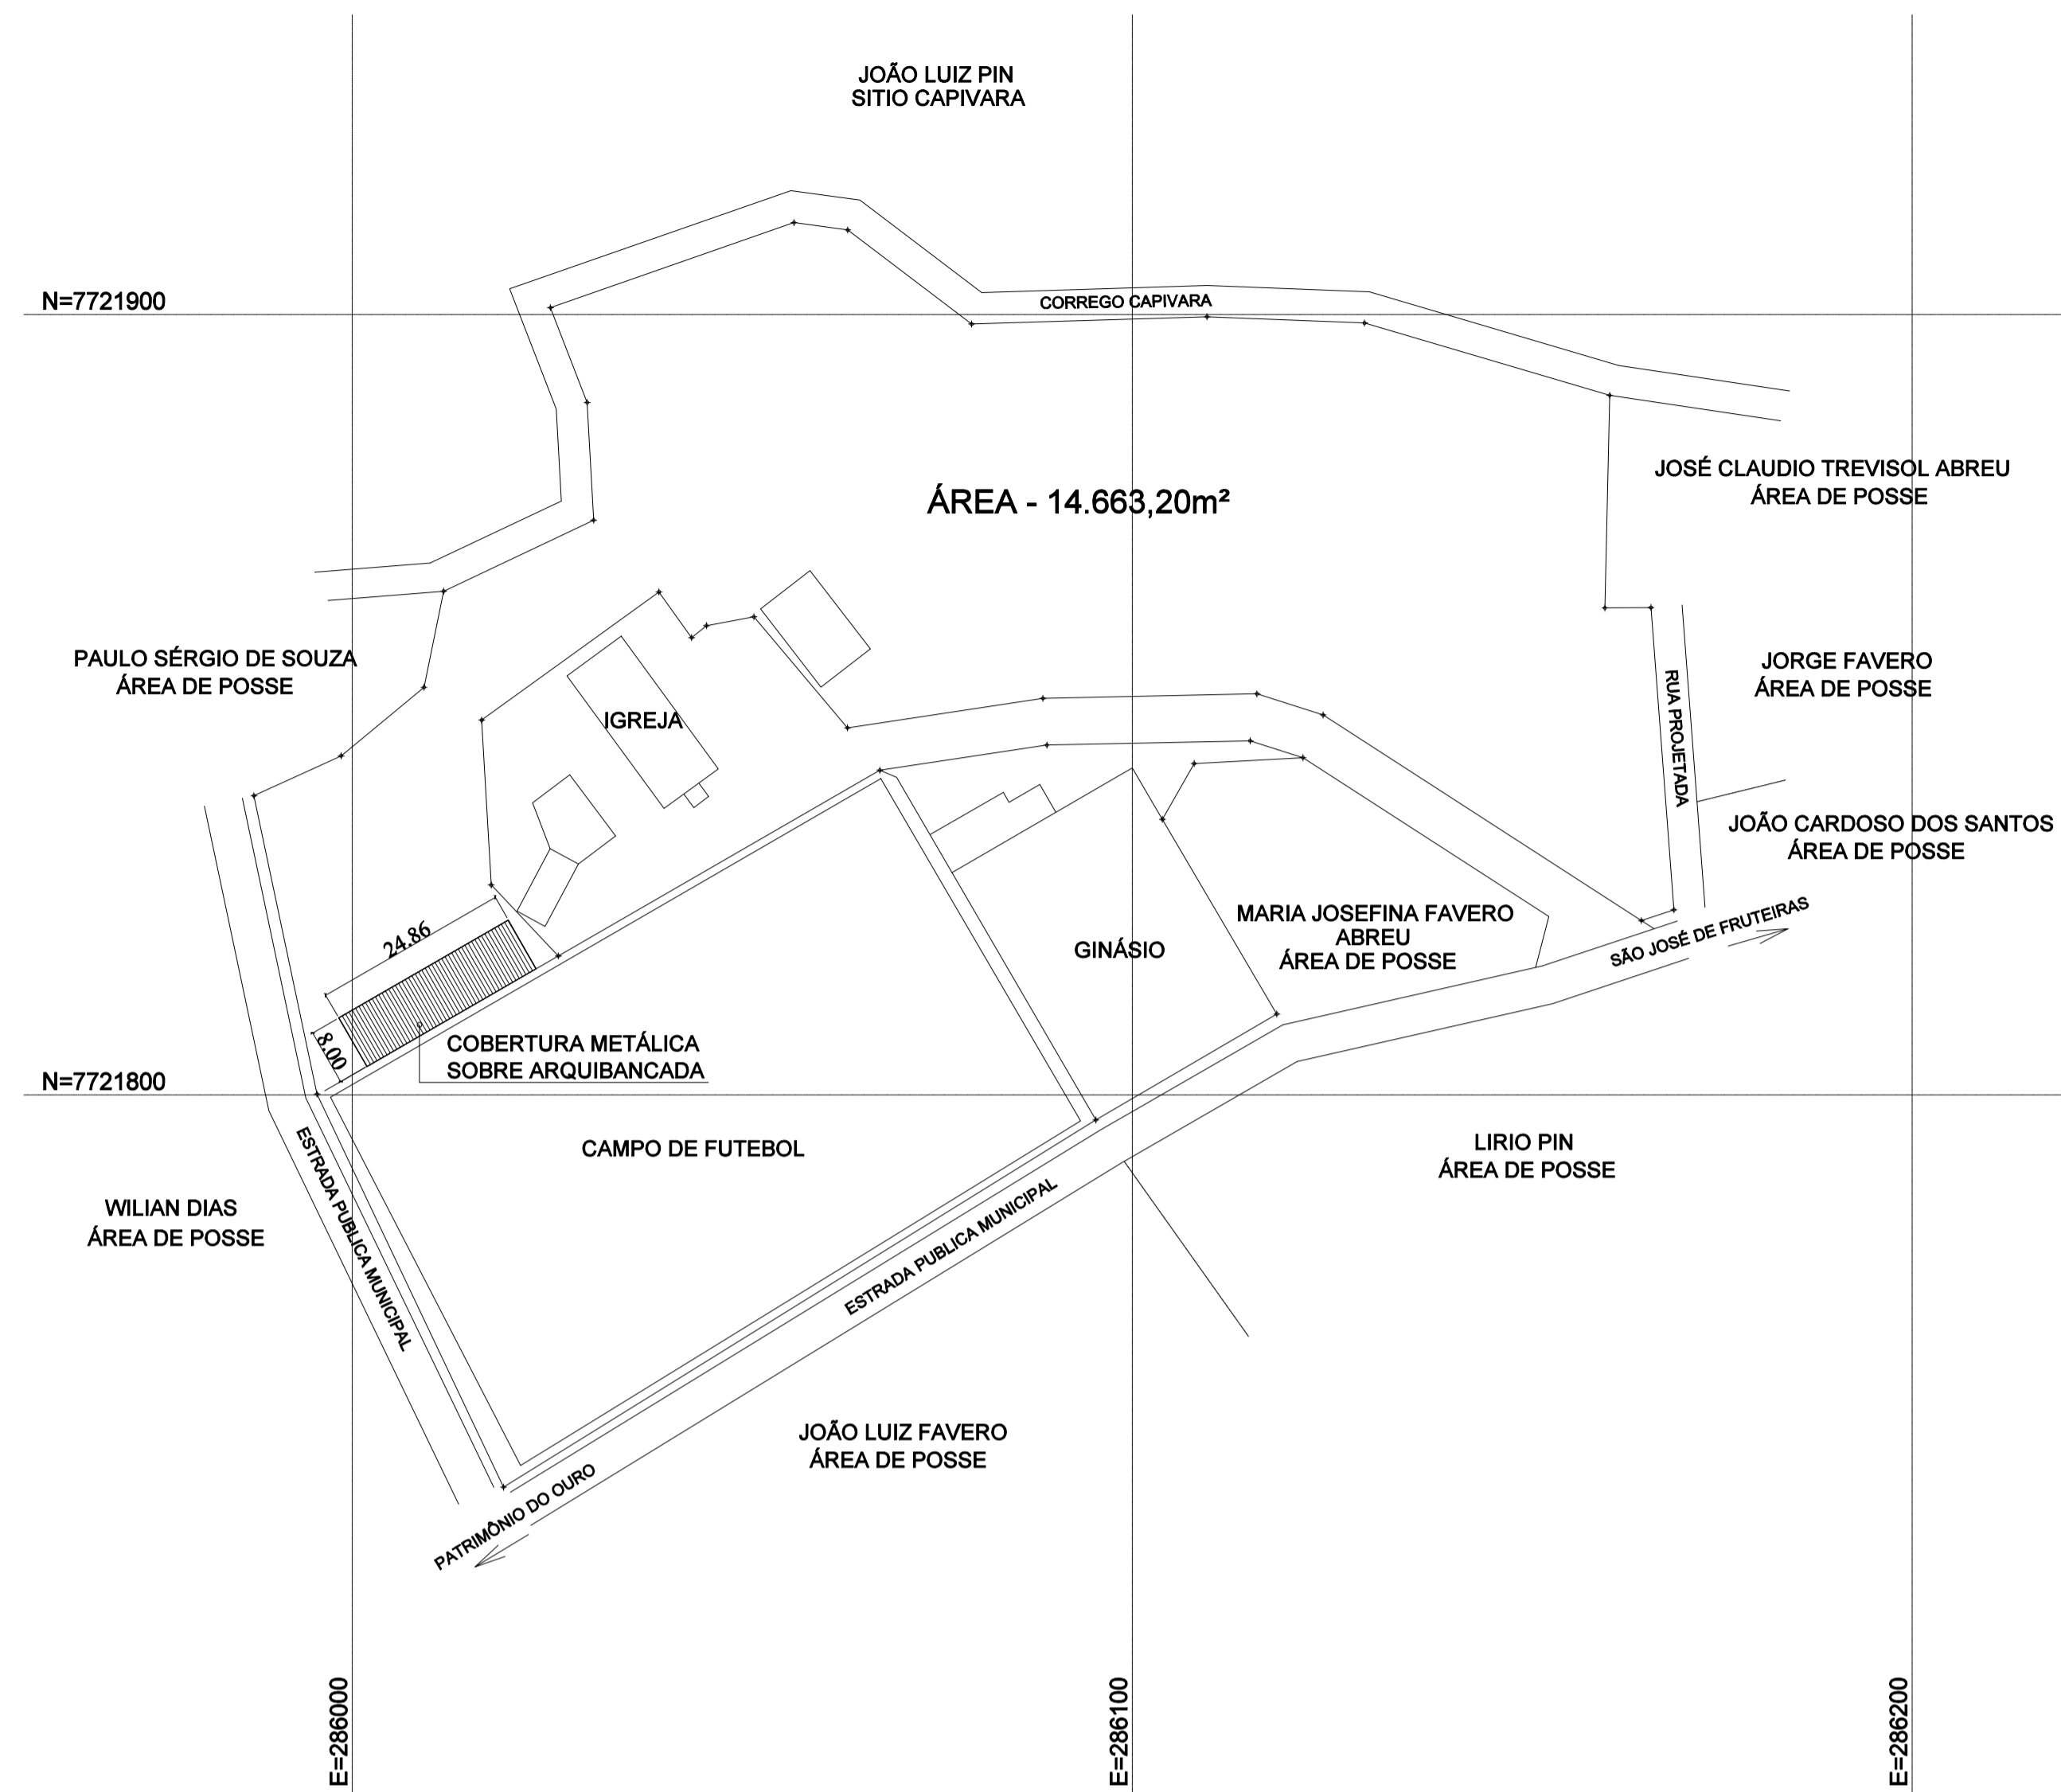 JOÃO LUIZ PIN
SITIO CAPIVARA
N=7721900
CORREGO CAPIVARA
ÁREA - 14.663,20m²
JOSÉ CLAUDIO TREVISOL ABREU
ÁREA DE POSSE
PAULO SÉRGIO DE SOUZA
ÁREA DE POSSE
JORGE FAVERO
ÁREA DE POSSE
IGREJA
RUA PROJETADA
JOÃO CARDOSO DOS SANTOS
ÁREA DE POSSE
MARIA JOSEFINA FAVERO
ABREU
ÁREA DE POSSE
SÃO JOSÉ DE FRUTEIRAS
GINÁSIO
24.86
8.00
COBERTURA METÁLICA
SOBRE ARQUIBANCADA
N=7721800
CAMPO DE FUTEBOL
LIRIO PIN
ÁREA DE POSSE
WILIAN DIAS
ÁREA DE POSSE
ESTRADA PUBLICA MUNICIPAL
ESTRADA PUBLICA MUNICIPAL
JOÃO LUIZ FAVERO
ÁREA DE POSSE
PATRIMÔNIO DO OURO
E=286000
E=286100
E=286200